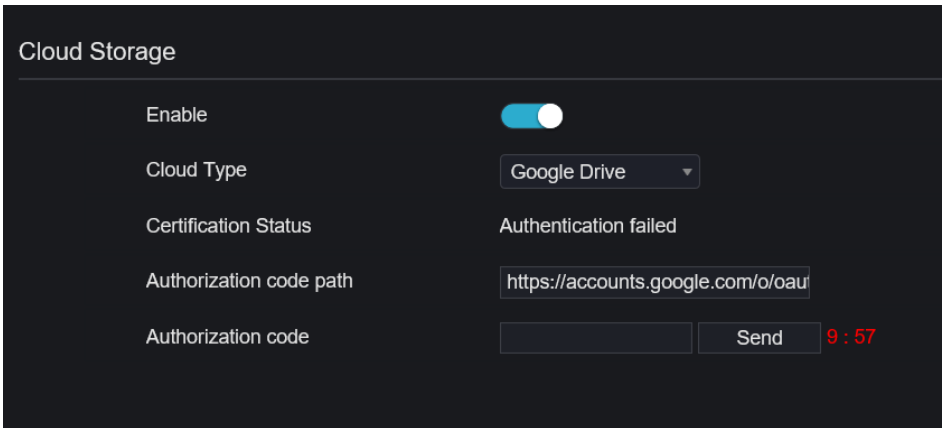 Cloud Storage
Enable
Cloud Type Google Drive
Certification Status Authentication failed
Authorization code path https://accounts.google.com/o/oaut
Authorization code Send 9 : 57